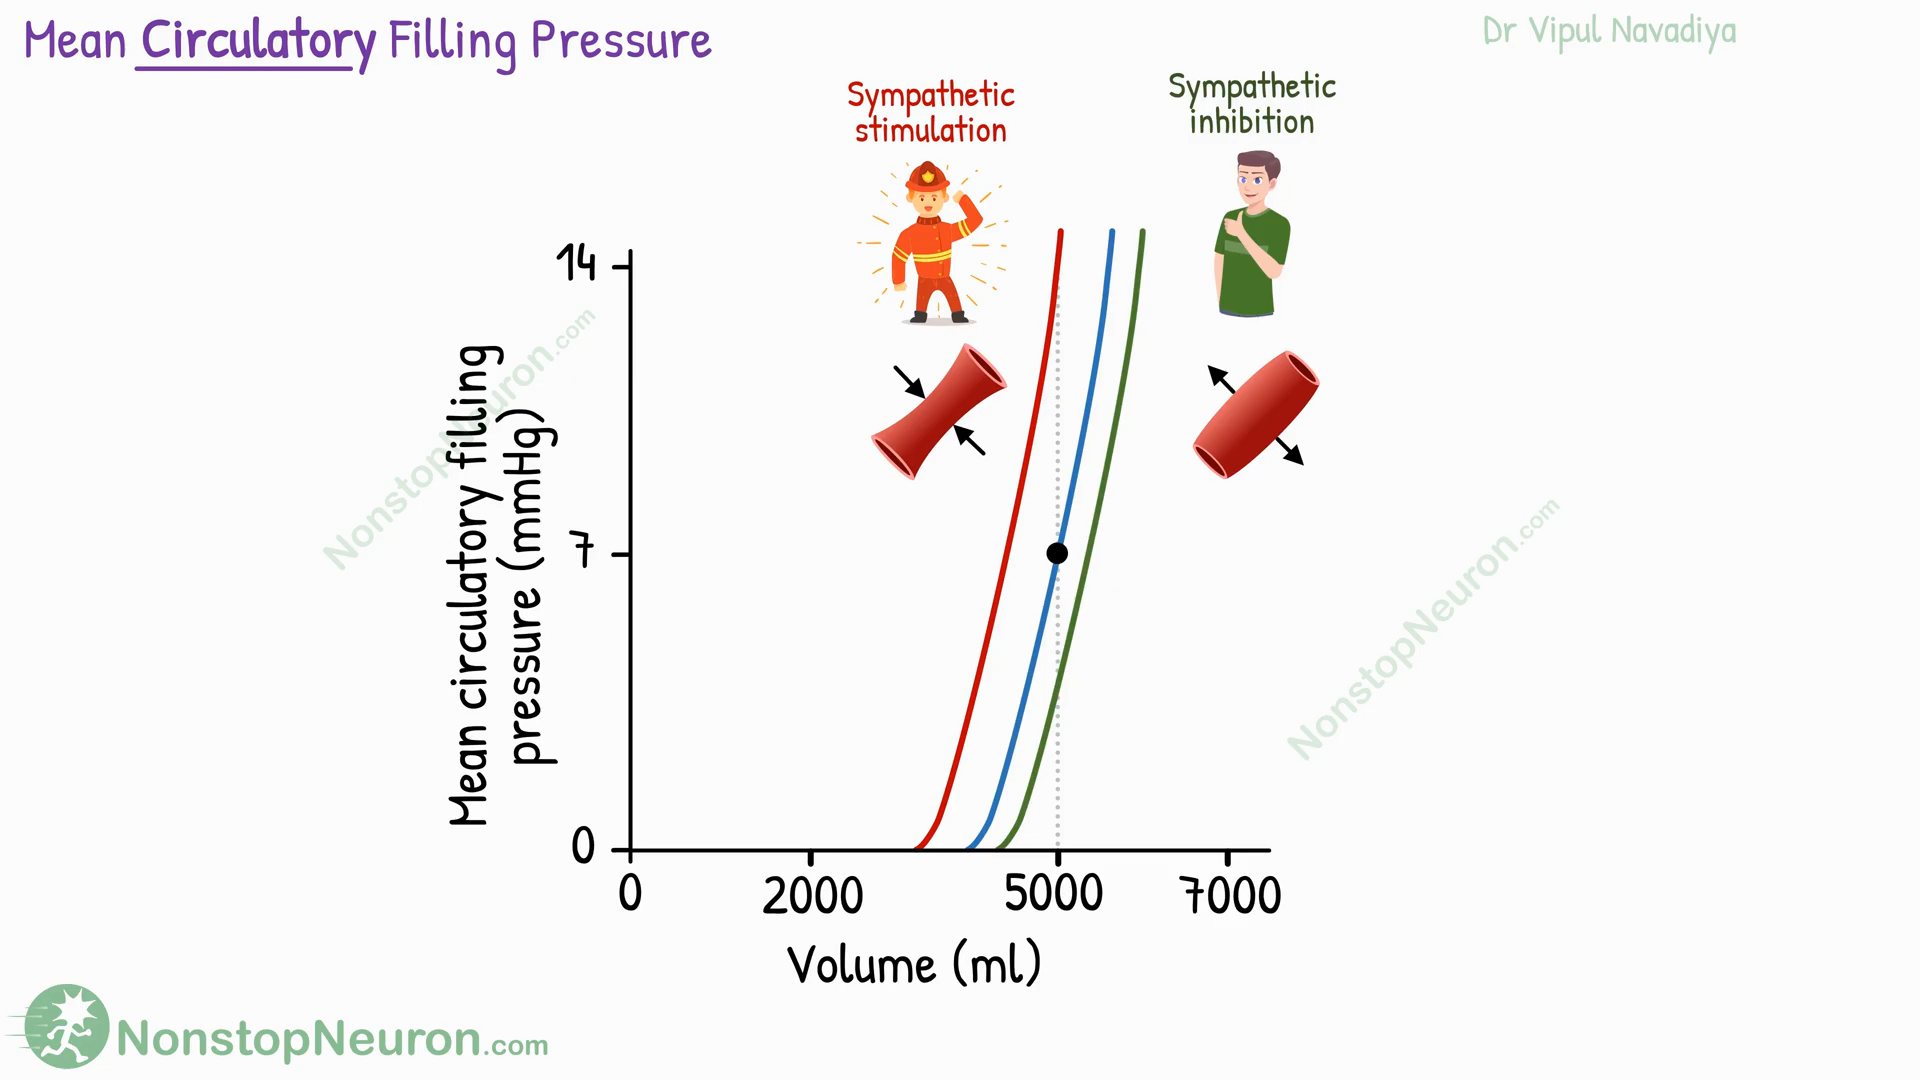 Mean Circulatory Filling Pressure
Dr Vipul Navadiya
Sympathetic
stimulation
Sympathetic
inhibition
Mean circulatory filling
pressure (mmHg)
14
7
0
0
2000
5000
7000
Volume (ml)
NonstopNeuron.com
NonstopNeuron.com
NonstopNeuron.com